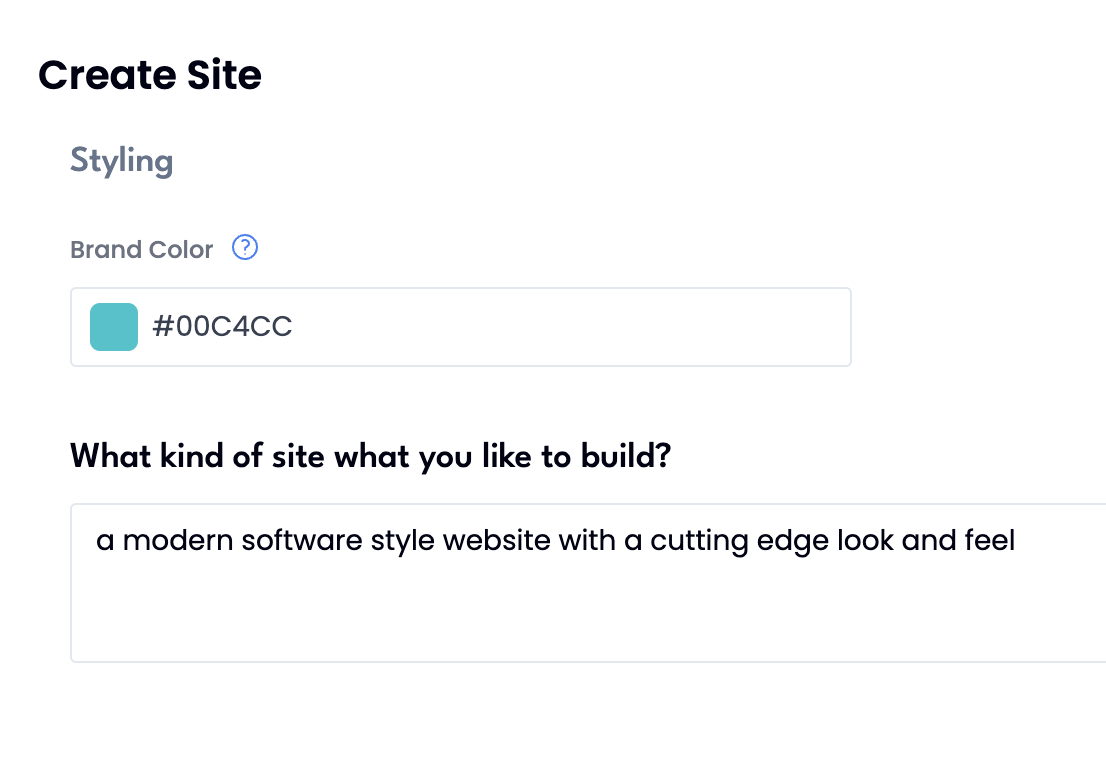 Create Site
Styling
Brand Color ?
#00C4CC
What kind of site what you like to build?
a modern software style website with a cutting edge look and feel